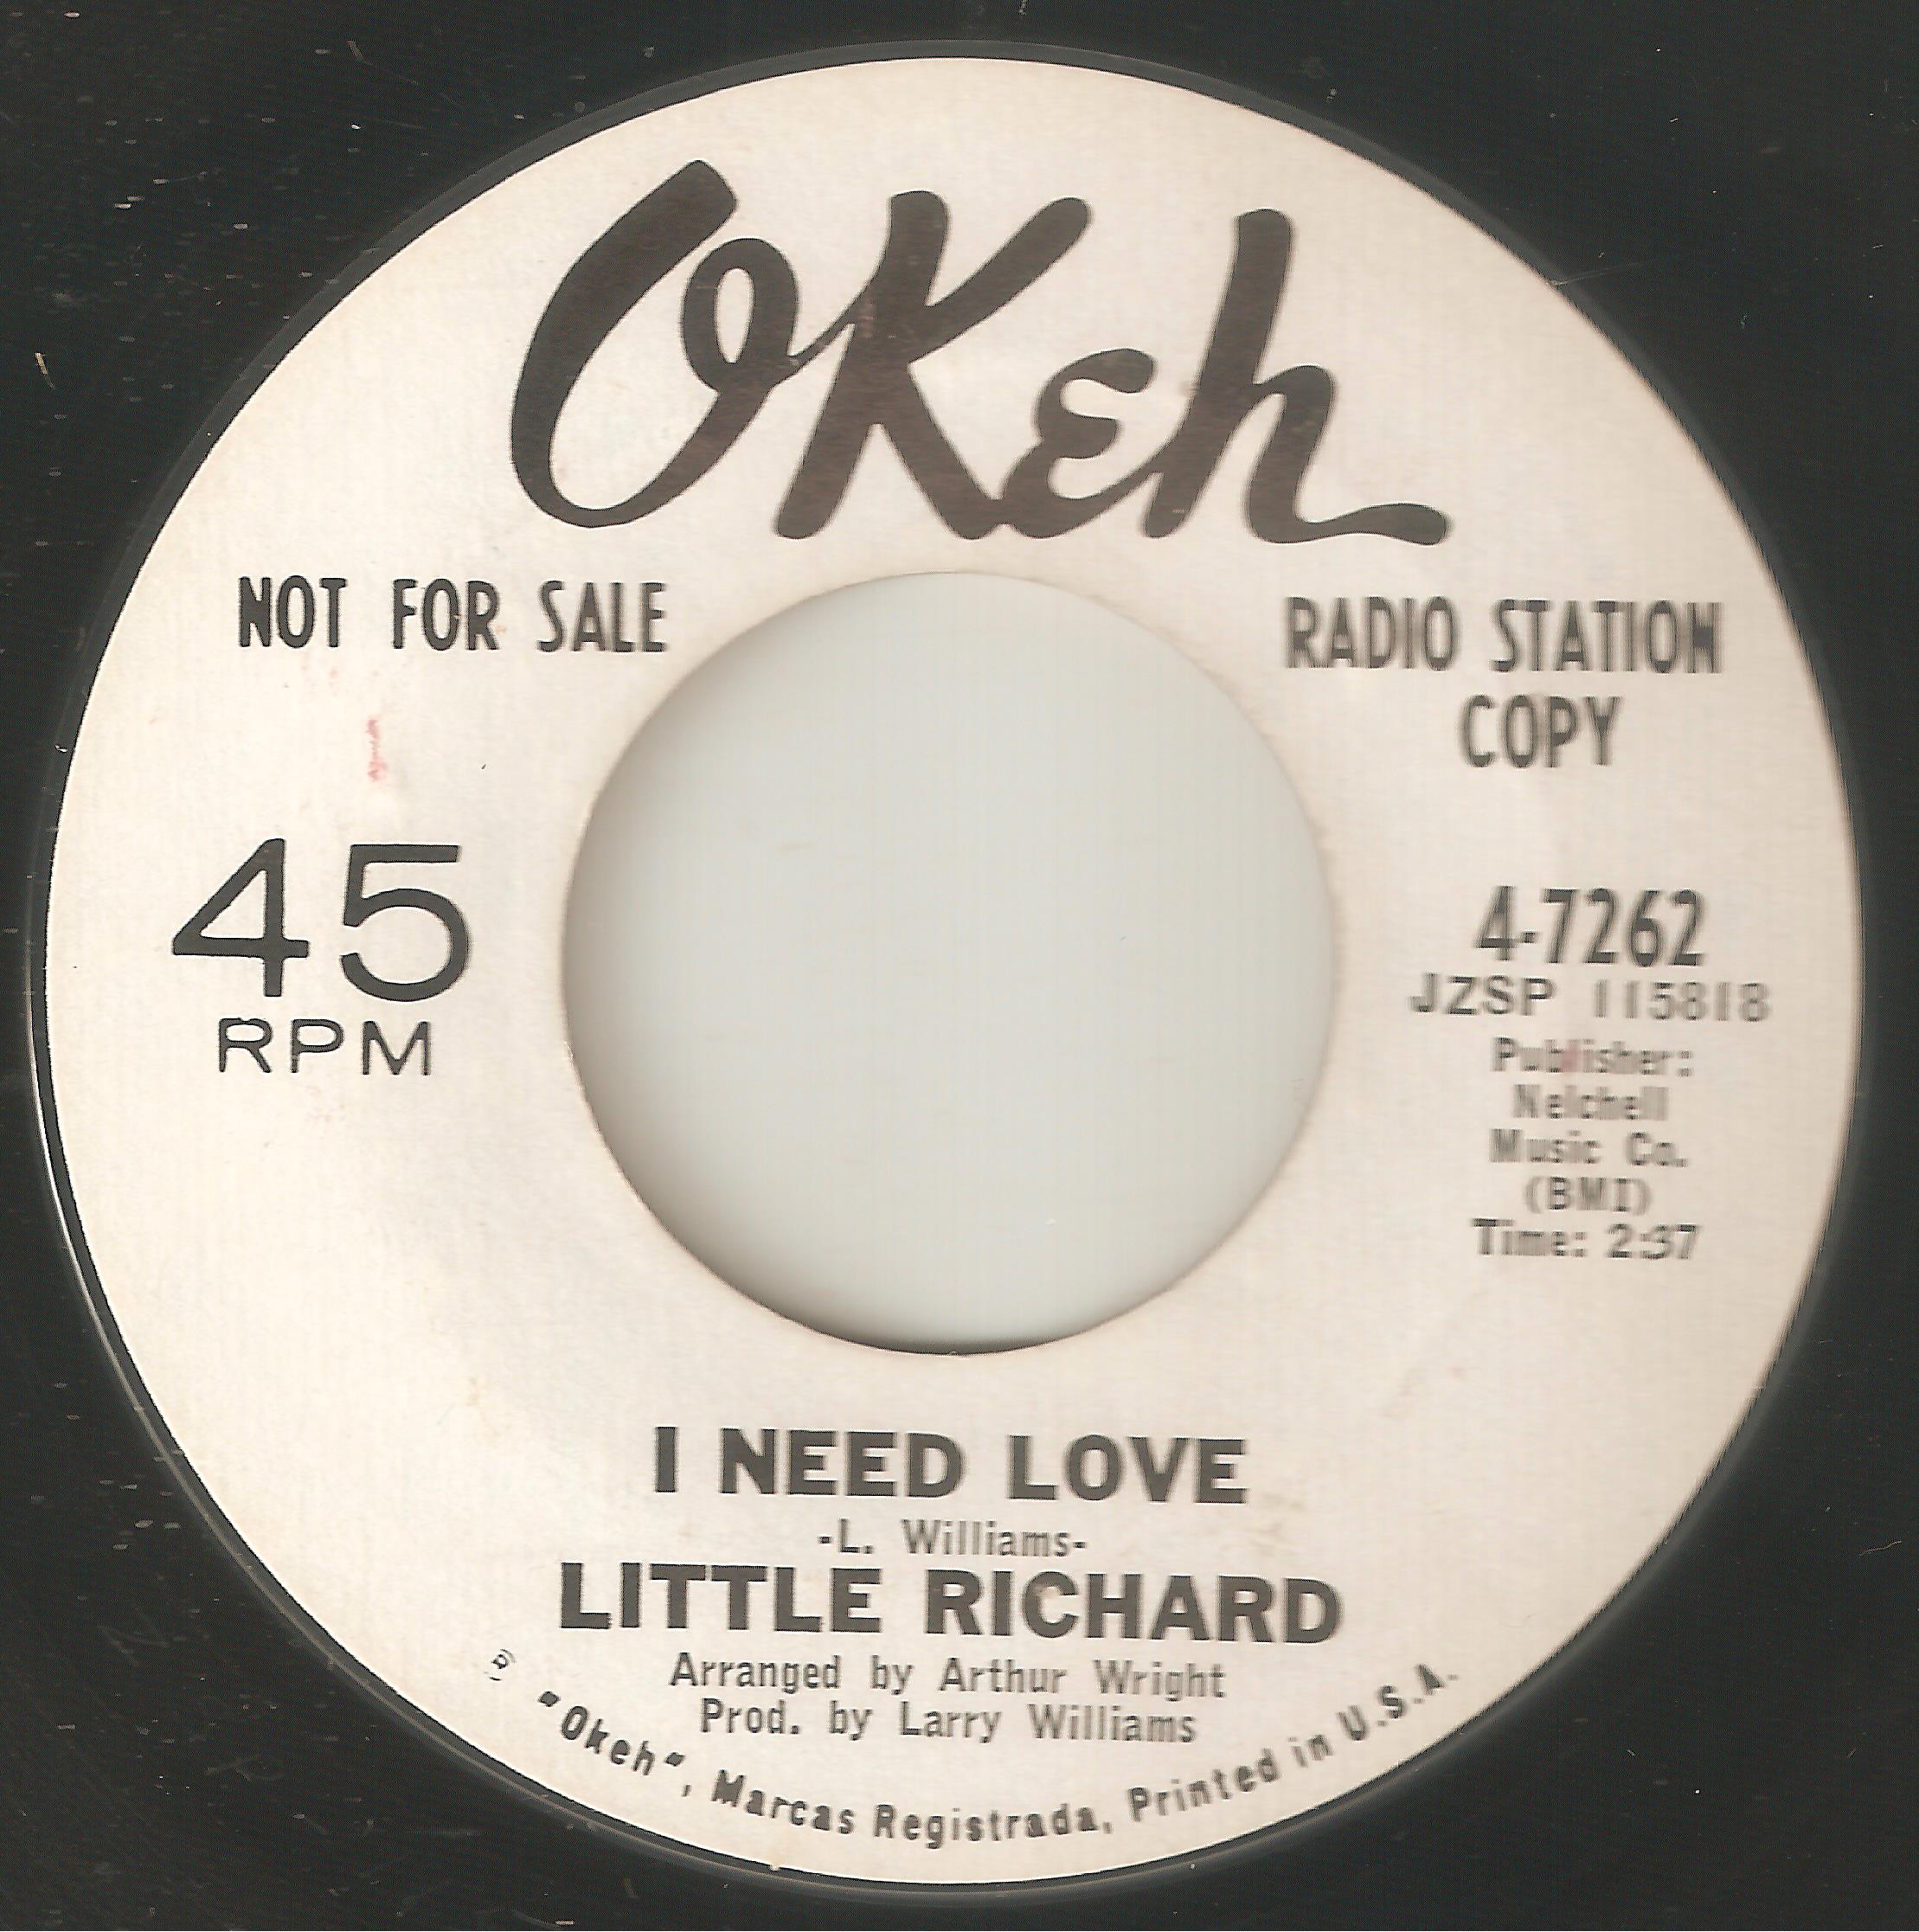 OKeh
NOT FOR SALE
RADIO STATION
COPY
45
RPM
4-7262
JZSP 115818
Publisher:
Nelchell
Music Co.
(BMI)
Time: 2:37
I NEED LOVE
-L. Williams-
LITTLE RICHARD
Arranged by Arthur Wright
Prod. by Larry Williams
® "Okeh", Marcas Registrada, Printed in U.S.A.